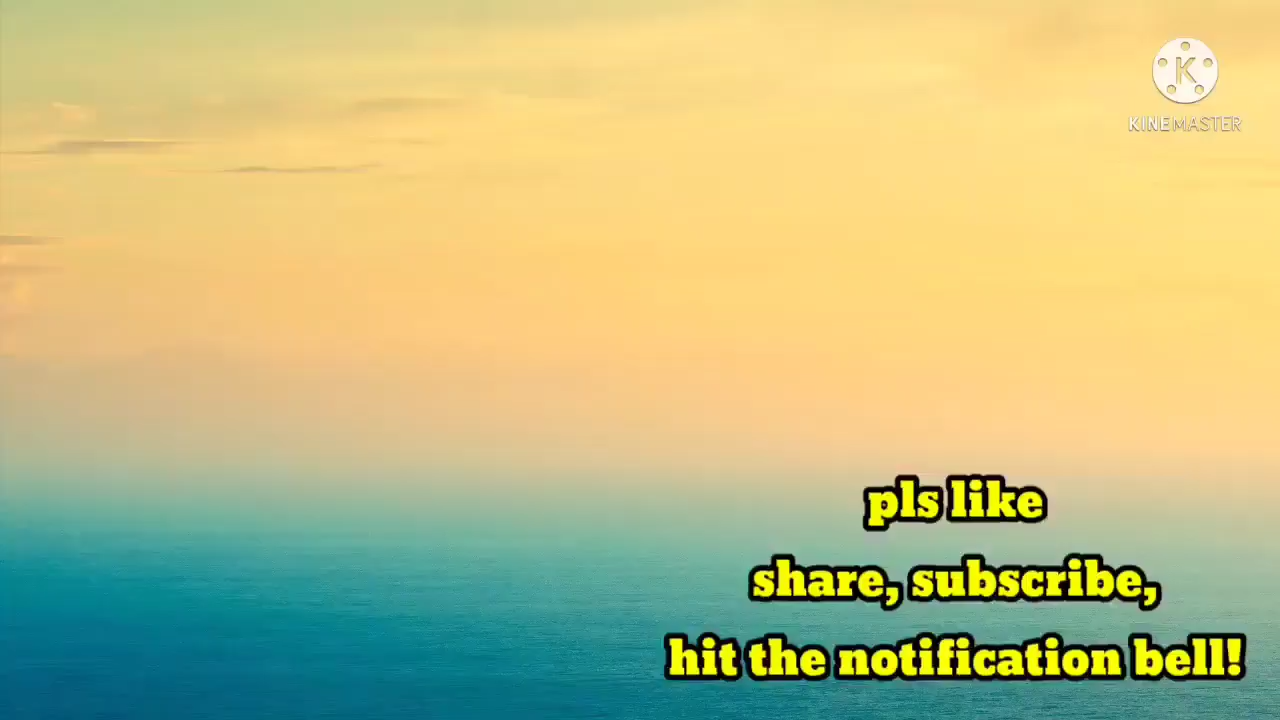 K
KINEMASTER
pls like
share, subscribe,
hit the notification bell!